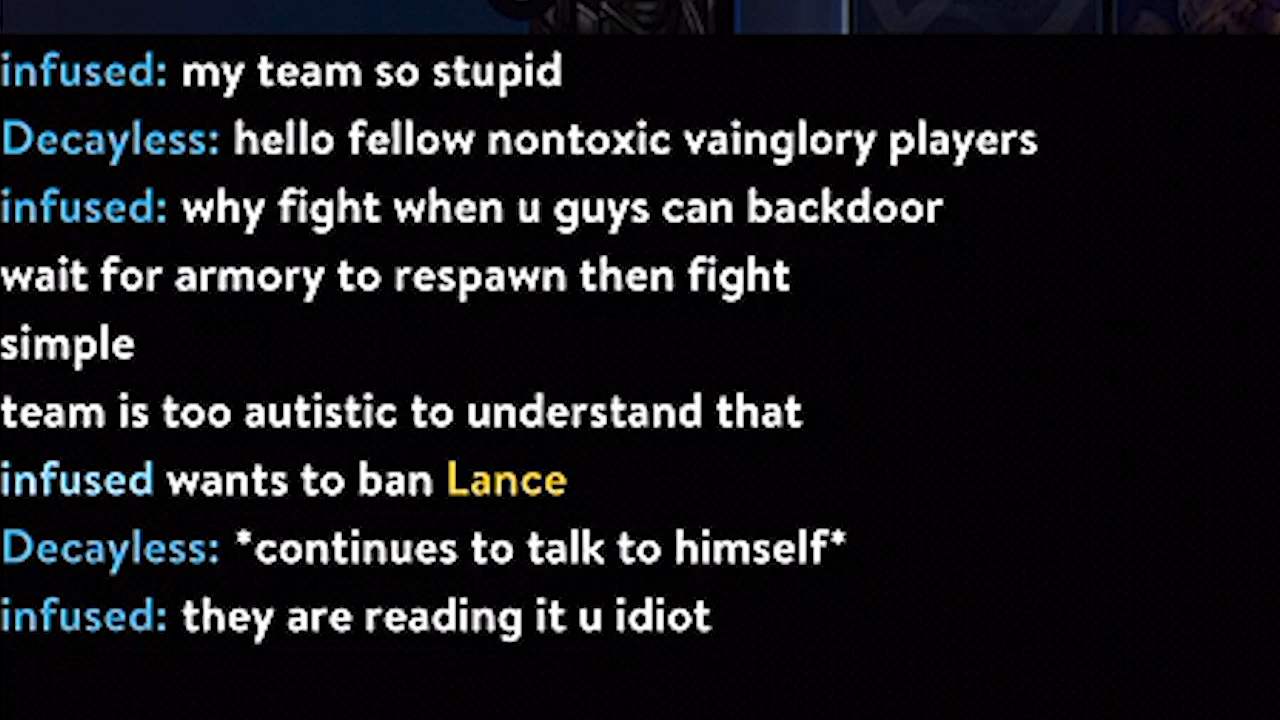 infused: my team so stupid
Decayless: hello fellow nontoxic vainglory players
infused: why fight when u guys can backdoor
wait for armory to respawn then fight
simple
team is too autistic to understand that
infused wants to ban Lance
Decayless: *continues to talk to himself*
infused: they are reading it u idiot